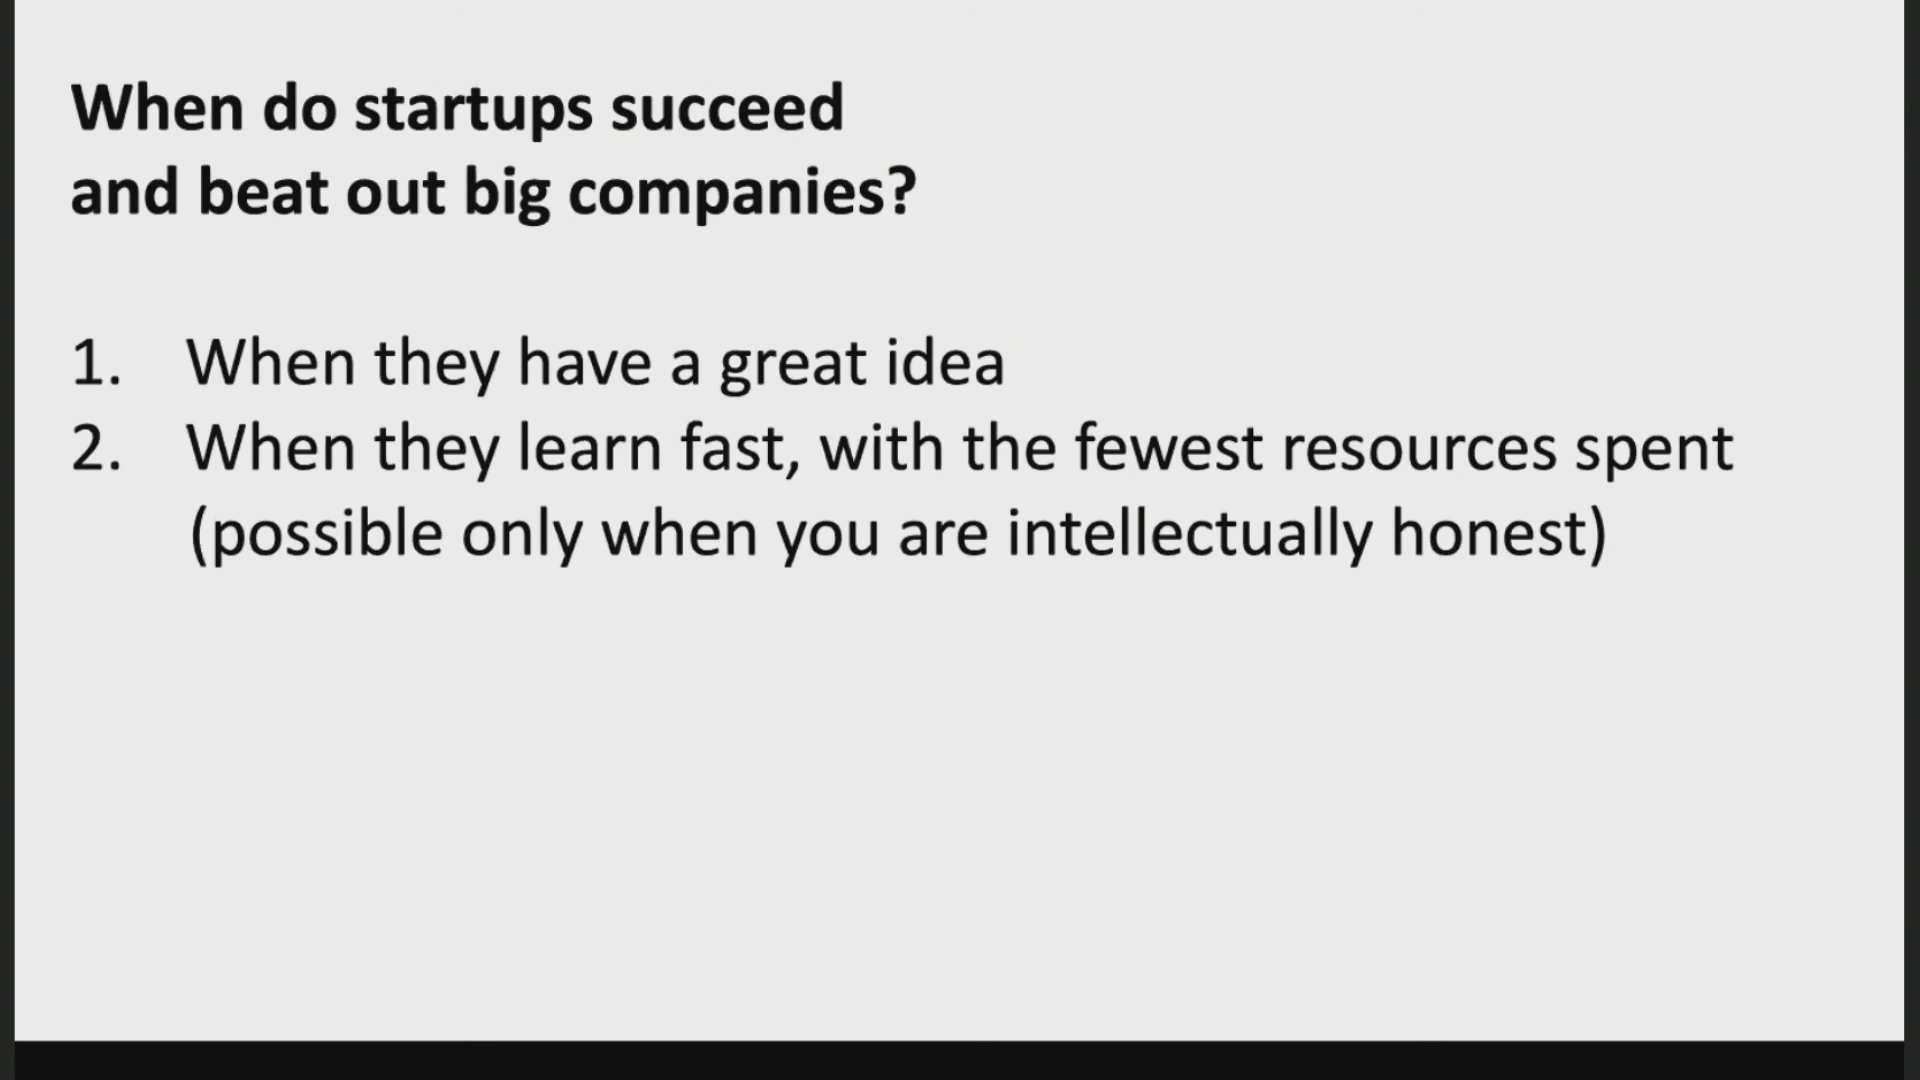 When do startups succeed
and beat out big companies?
1. When they have a great idea
2. When they learn fast, with the fewest resources spent
(possible only when you are intellectually honest)